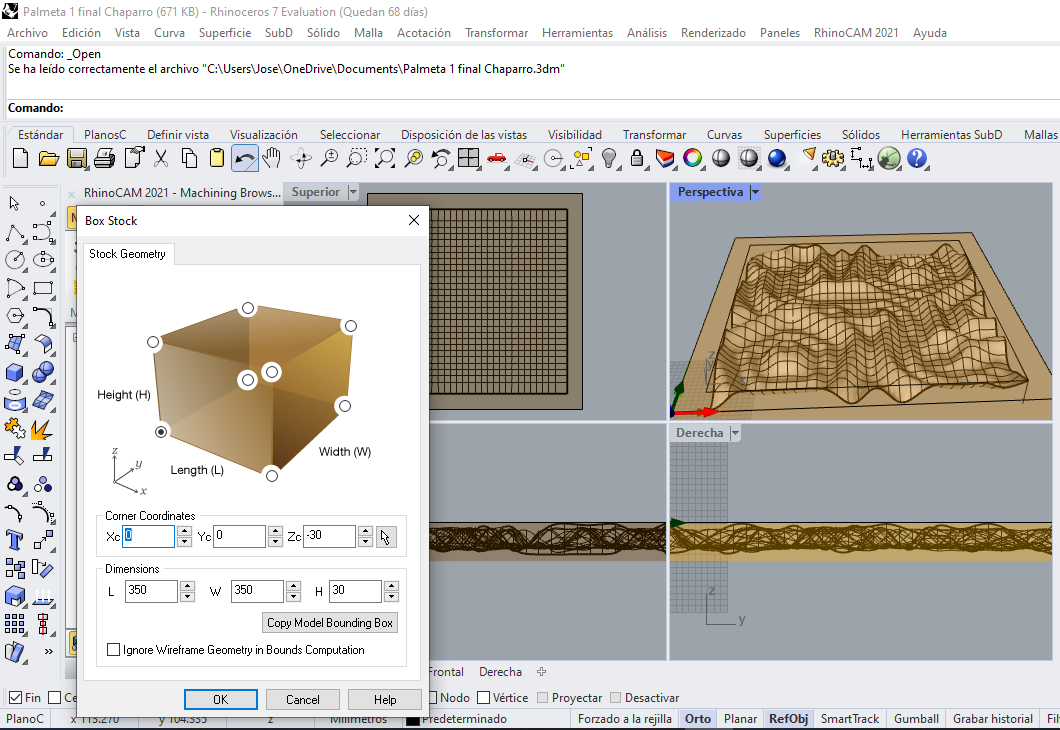 Palmeta 1 final Chaparro (671 KB) - Rhinoceros 7 Evaluation (Quedan 68 días)
Archivo Edición Vista Curva Superficie SubD Sólido Malla Acotación Transformar Herramientas Análisis Renderizado Paneles RhinoCAM 2021 Ayuda
Comando: _Open
Se ha leído correctamente el archivo "C:\Users\Jose\OneDrive\Documents\Palmeta 1 final Chaparro.3dm"
Comando:
Estándar PlanosC Definir vista Visualización Seleccionar Disposición de las vistas Visibilidad Transformar Curvas Superficies Sólidos Herramientas SubD Mallas
RhinoCAM 2021 - Machining Brows...
Superior
Perspectiva
Box Stock
Stock Geometry
Height (H)
Width (W)
Length (L)
z
y
x
Corner Coordinates
Xc 0 Yc 0 Zc -30
Dimensions
L 350 W 350 H 30
Copy Model Bounding Box
Ignore Wireframe Geometry in Bounds Computation
OK Cancel Help
z
Derecha
z
y
Frontal Derecha
Fin Ce Nodo Vértice Proyectar Desactivar
PlanoC x 113.270 y 104.335 z Milímetros Predeterminado Forzado a la rejilla Orto Planar RefObj SmartTrack Gumball Grabar historial Filt